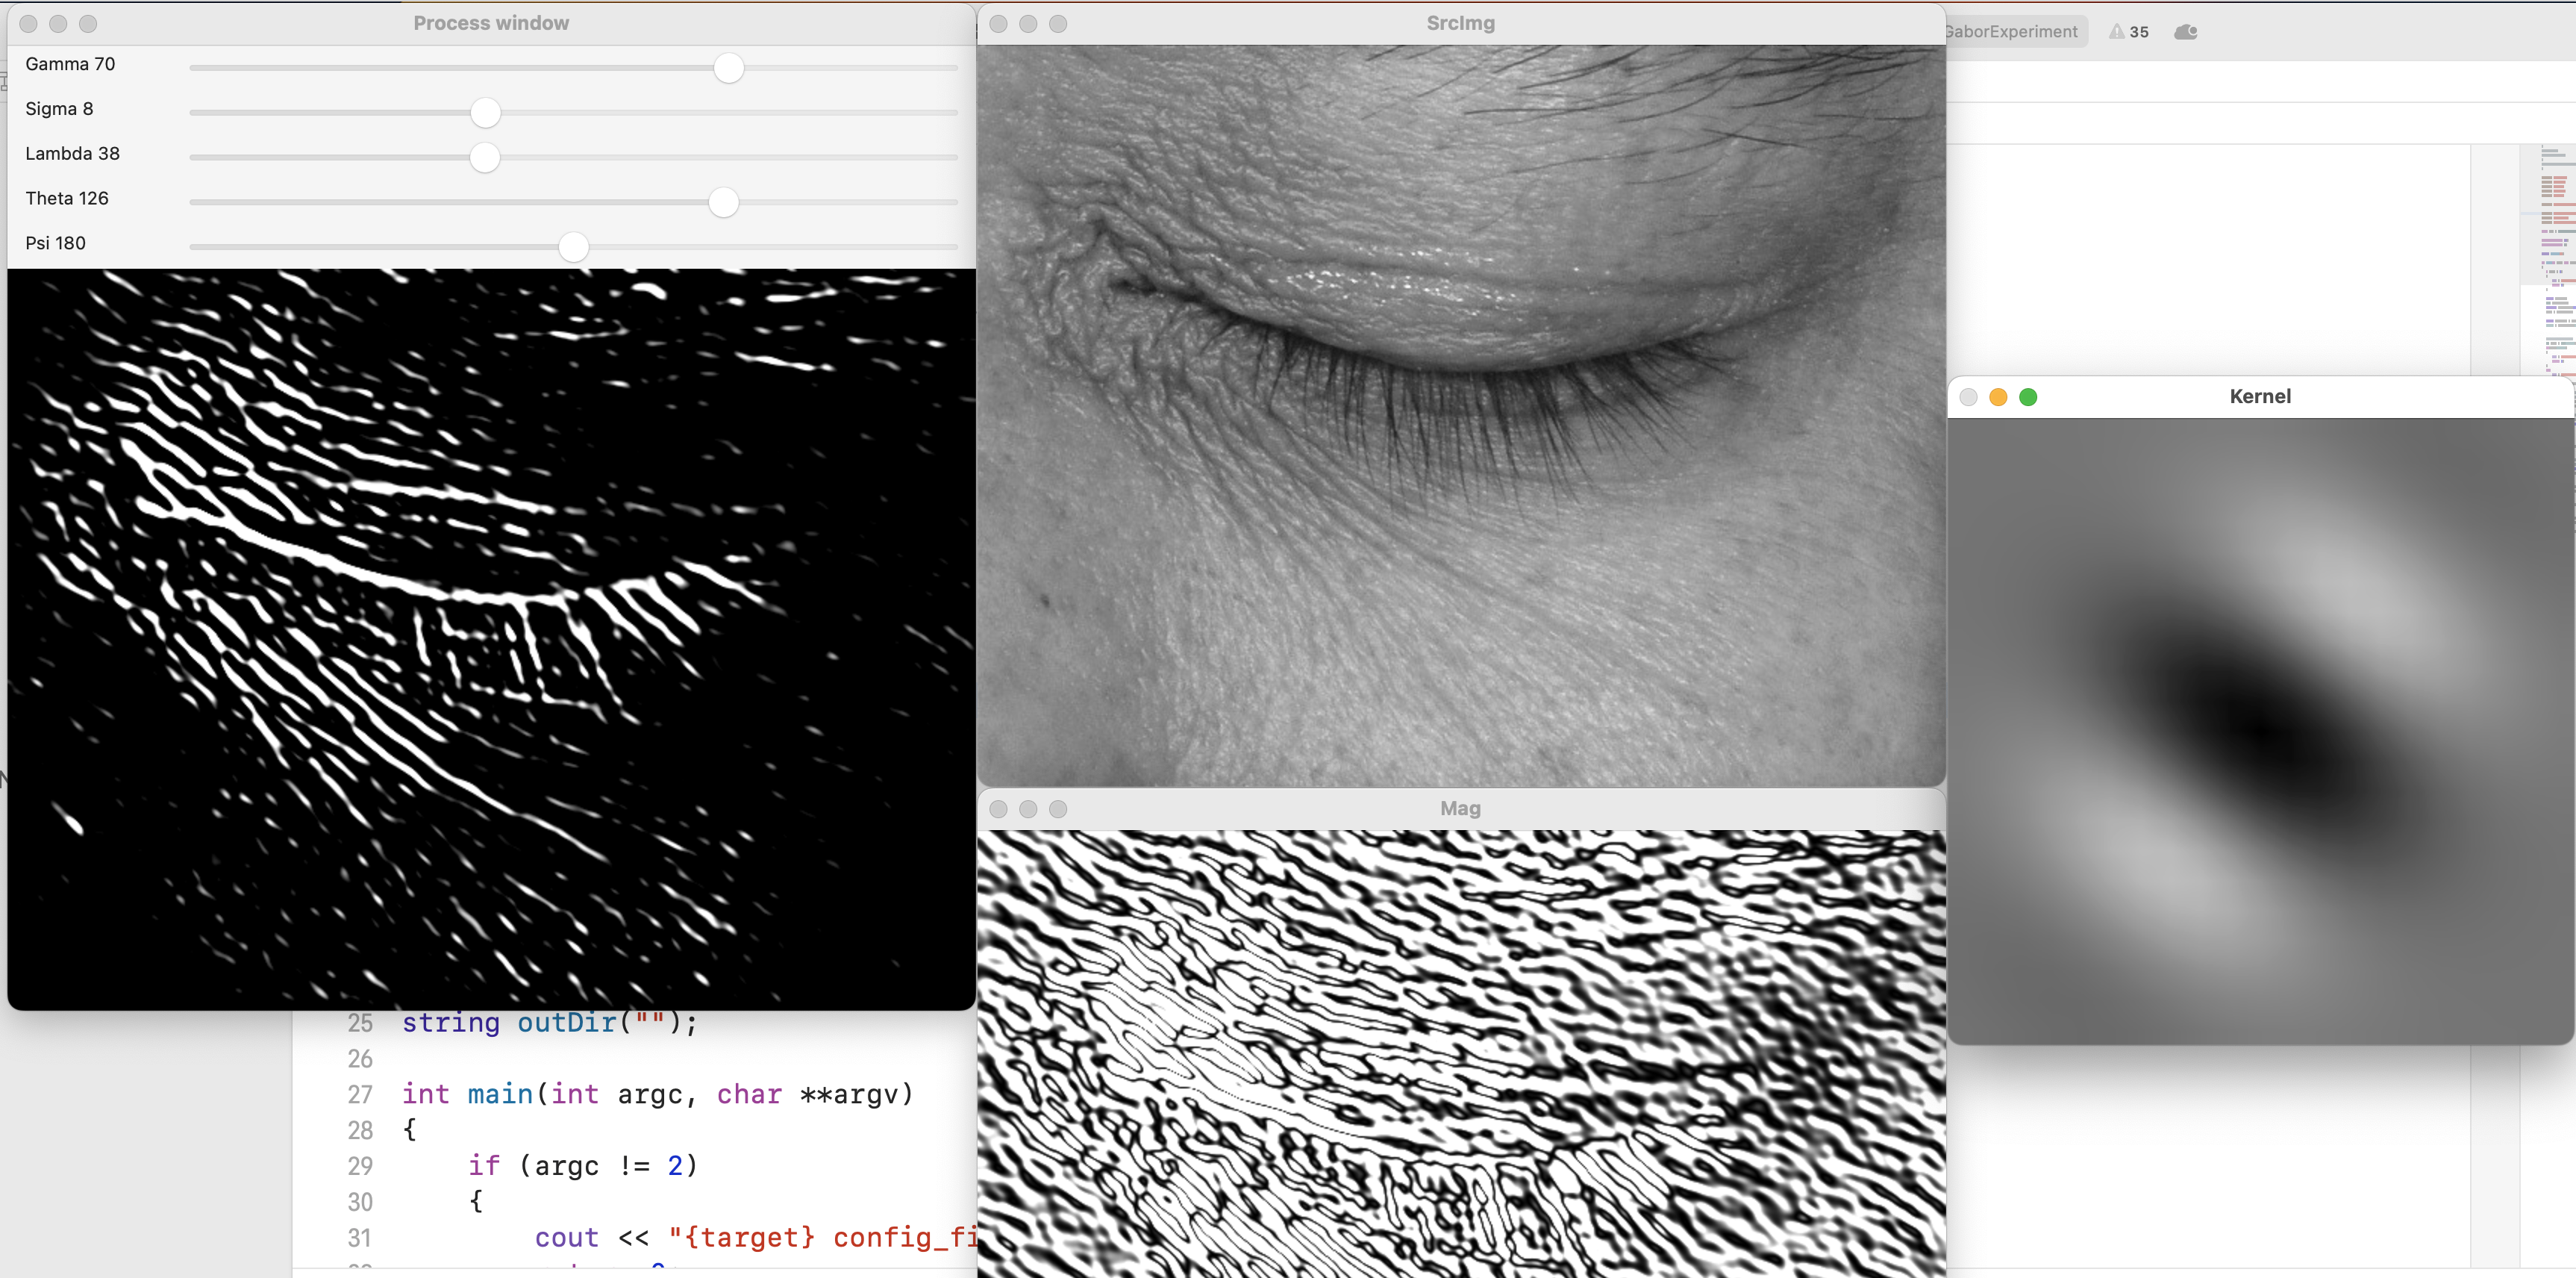 Process window
Gamma 70
Sigma 8
Lambda 38
Theta 126
Psi 180
SrcImg
GaborExperiment
35
Kernel
Mag
25 string outDir("");
26
27 int main(int argc, char **argv)
28 {
29 if (argc != 2)
30 {
31 cout << "{target} config_fi